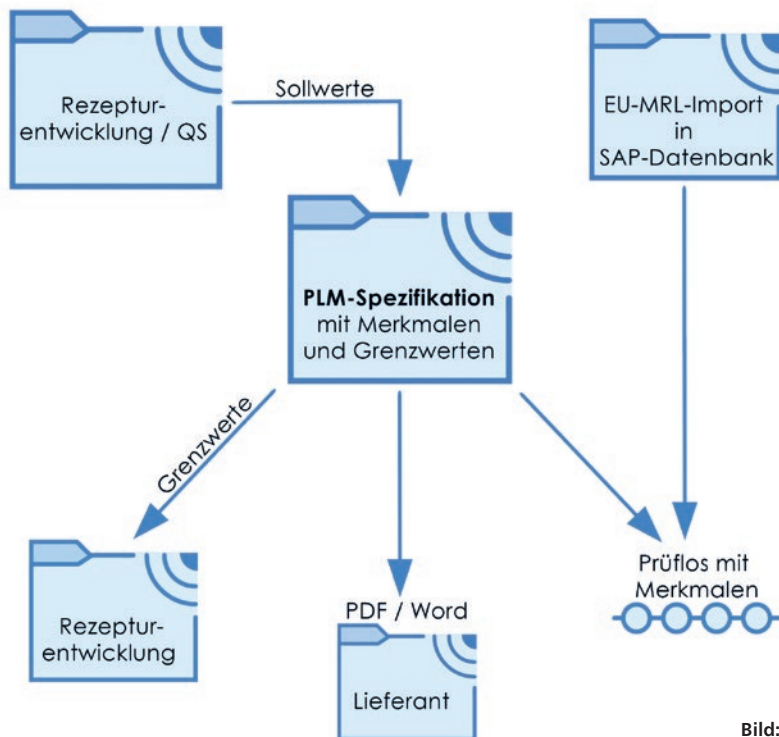 Rezeptur-
entwicklung / QS
Sollwerte
EU-MRL-Import
in
SAP-Datenbank
PLM-Spezifikation
mit Merkmalen
und Grenzwerten
Grenzwerte
Rezeptur-
entwicklung
PDF / Word
Lieferant
Prüflos mit
Merkmalen
Bild: